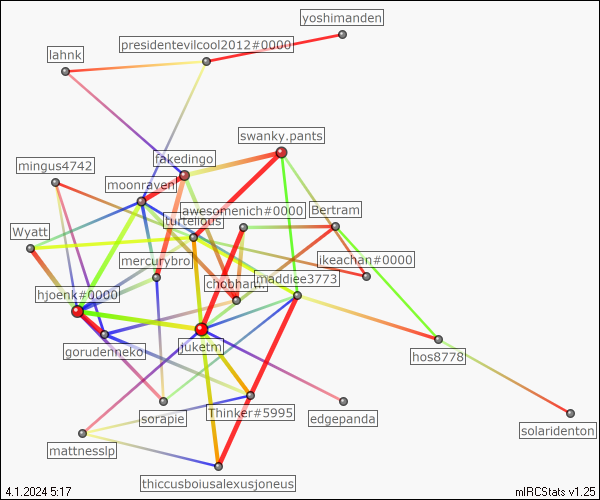 yoshimanden
presidentevilcool2012#0000
lahnk
swanky.pants
fakedingo
mingus4742
moonraven
awesomenich#0000
Bertram
turtelious
Wyatt
mercurybro
jkeachan#0000
maddiee3773
chobham...
hjoenk#0000
gorudenneko
juketm
hos8778
sorapie
Thinker#5995
edgepanda
solaridenton
mattnesslp
thiccusboiusalexusjoneus
4.1.2024 5:17
mIRCStats v1.25